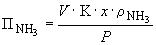 П_NH₃ = (V · K · x · ρ_NH₃) / P